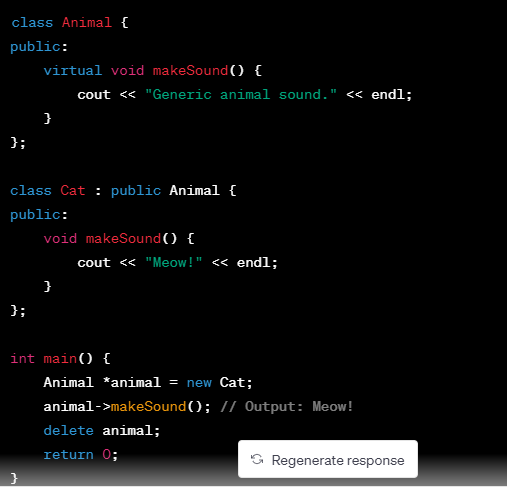 class Animal {
public:
    virtual void makeSound() {
        cout << "Generic animal sound." << endl;
    }
};

class Cat : public Animal {
public:
    void makeSound() {
        cout << "Meow!" << endl;
    }
};

int main() {
    Animal *animal = new Cat;
    animal->makeSound(); // Output: Meow!
    delete animal;
    return 0;
Regenerate response
}